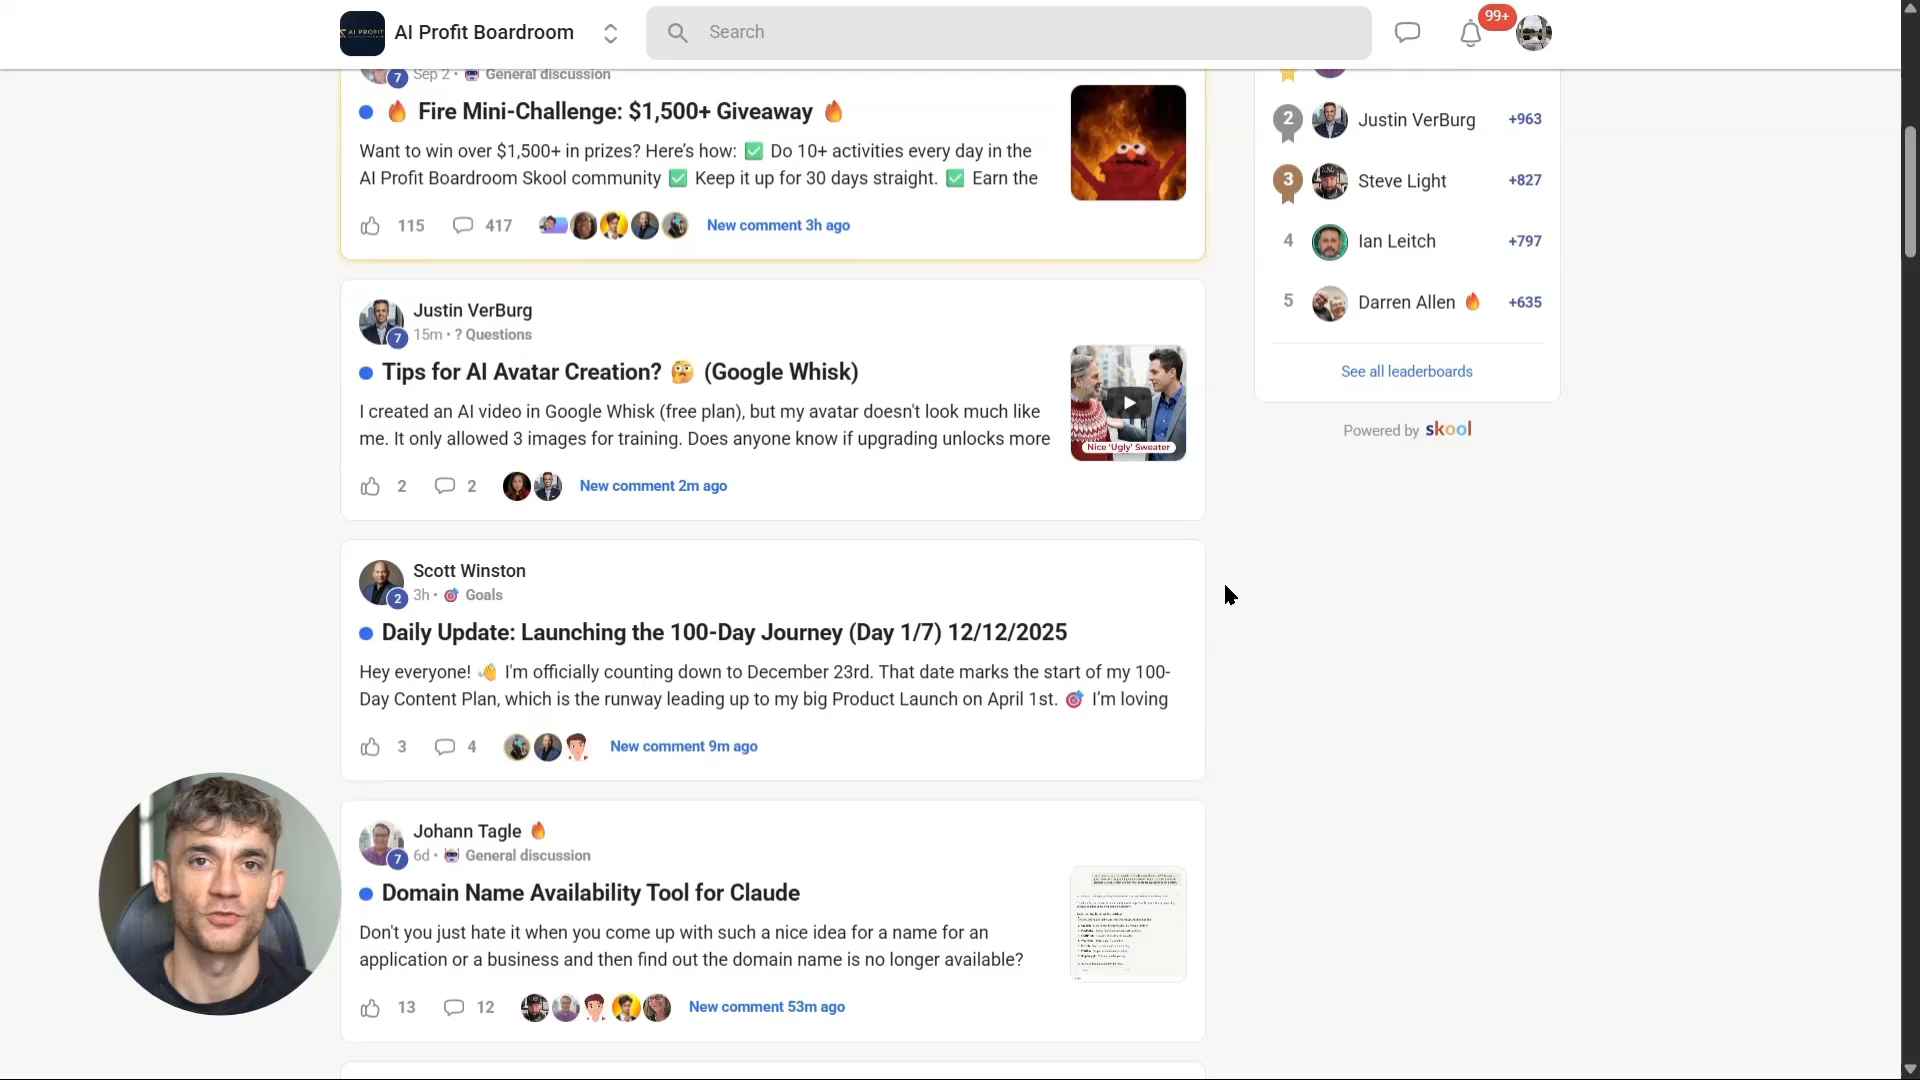 AI PROFIT
AI Profit Boardroom
Search
99+
7
Sep 2 • General discussion
Fire Mini-Challenge: $1,500+ Giveaway
Want to win over $1,500+ in prizes? Here's how: ✅ Do 10+ activities every day in the
AI Profit Boardroom Skool community ✅ Keep it up for 30 days straight. ✅ Earn the
115
417
New comment 3h ago
Justin VerBurg
7
15m • ? Questions
Tips for AI Avatar Creation? 🤔 (Google Whisk)
I created an AI video in Google Whisk (free plan), but my avatar doesn't look much like
me. It only allowed 3 images for training. Does anyone know if upgrading unlocks more
Nice 'Ugly' Sweater
2
2
New comment 2m ago
Scott Winston
2
3h • 🎯 Goals
Daily Update: Launching the 100-Day Journey (Day 1/7) 12/12/2025
Hey everyone! 👋 I'm officially counting down to December 23rd. That date marks the start of my 100-
Day Content Plan, which is the runway leading up to my big Product Launch on April 1st. 🎯 I'm loving
3
4
New comment 9m ago
Johann Tagle 🔥
7
6d • General discussion
Domain Name Availability Tool for Claude
Don't you just hate it when you come up with such a nice idea for a name for an
application or a business and then find out the domain name is no longer available?
13
12
New comment 53m ago
2 Justin VerBurg +963
3 Steve Light +827
4 Ian Leitch +797
5 Darren Allen 🔥 +635
See all leaderboards
Powered by skool